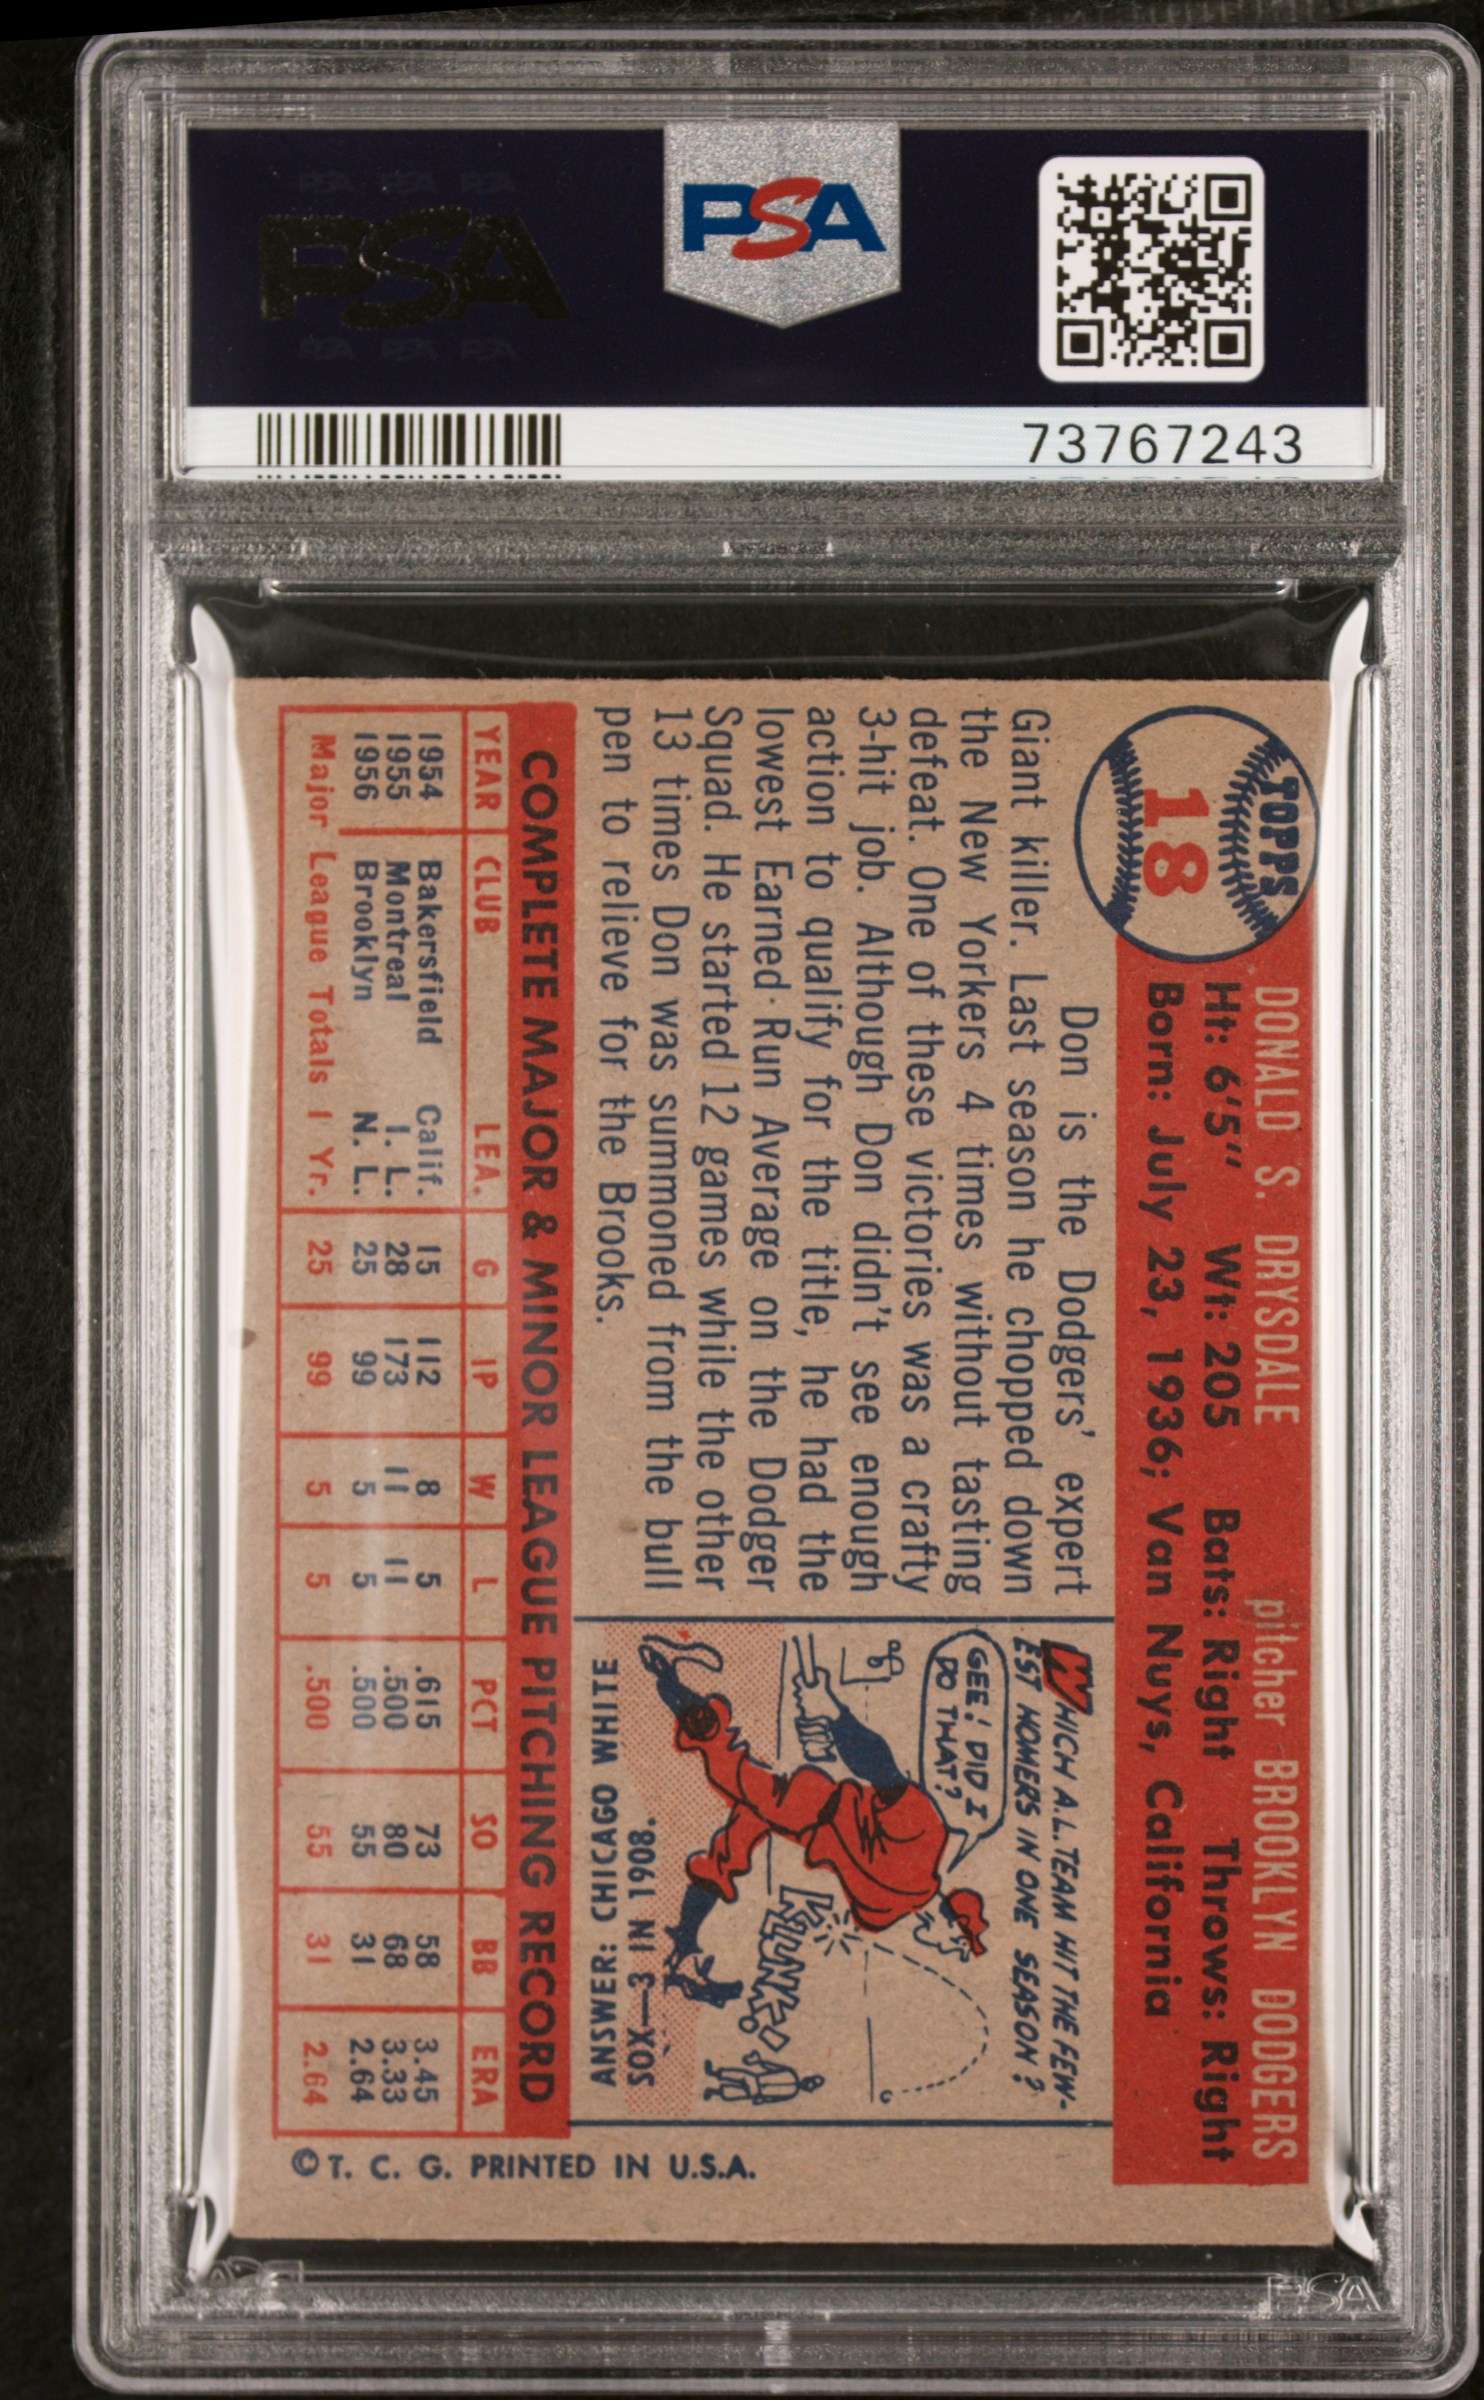 PSA PSA PSA
PSA
PSA PSA PSA
PSA
73767243
TOPPS
18
DONALD S. DRYSDALE pitcher BROOKLYN DODGERS
Ht: 6'5" Wt: 205 Bats: Right Throws: Right
Born: July 23, 1936; Van Nuys, California
Don is the Dodgers' expert
Giant killer. Last season he chopped down
the New Yorkers 4 times without tasting
defeat. One of these victories was a crafty
3-hit job. Although Don didn't see enough
action to qualify for the title, he had the
lowest Earned Run Average on the Dodger
Squad. He started 12 games while the other
13 times Don was summoned from the bull
pen to relieve for the Brooks.
WHICH A.L. TEAM HIT THE FEW-
EST HOMERS IN ONE SEASON?
GEE! DID I
DO THAT?
KLUNK
ANSWER: CHICAGO WHITE
SOX—3 IN 1908.
COMPLETE MAJOR & MINOR LEAGUE PITCHING RECORD
YEAR CLUB LEA. G IP W L PCT SO BB ERA
1954 Bakersfield Calif. 15 112 8 5 .615 73 58 3.45
1955 Montreal I. L. 28 173 11 11 .500 80 68 3.33
1956 Brooklyn N. L. 25 99 5 5 .500 55 31 2.64
Major League Totals 1 Yr. 25 99 5 5 .500 55 31 2.64
© T. C. G. PRINTED IN U.S.A.
PSA